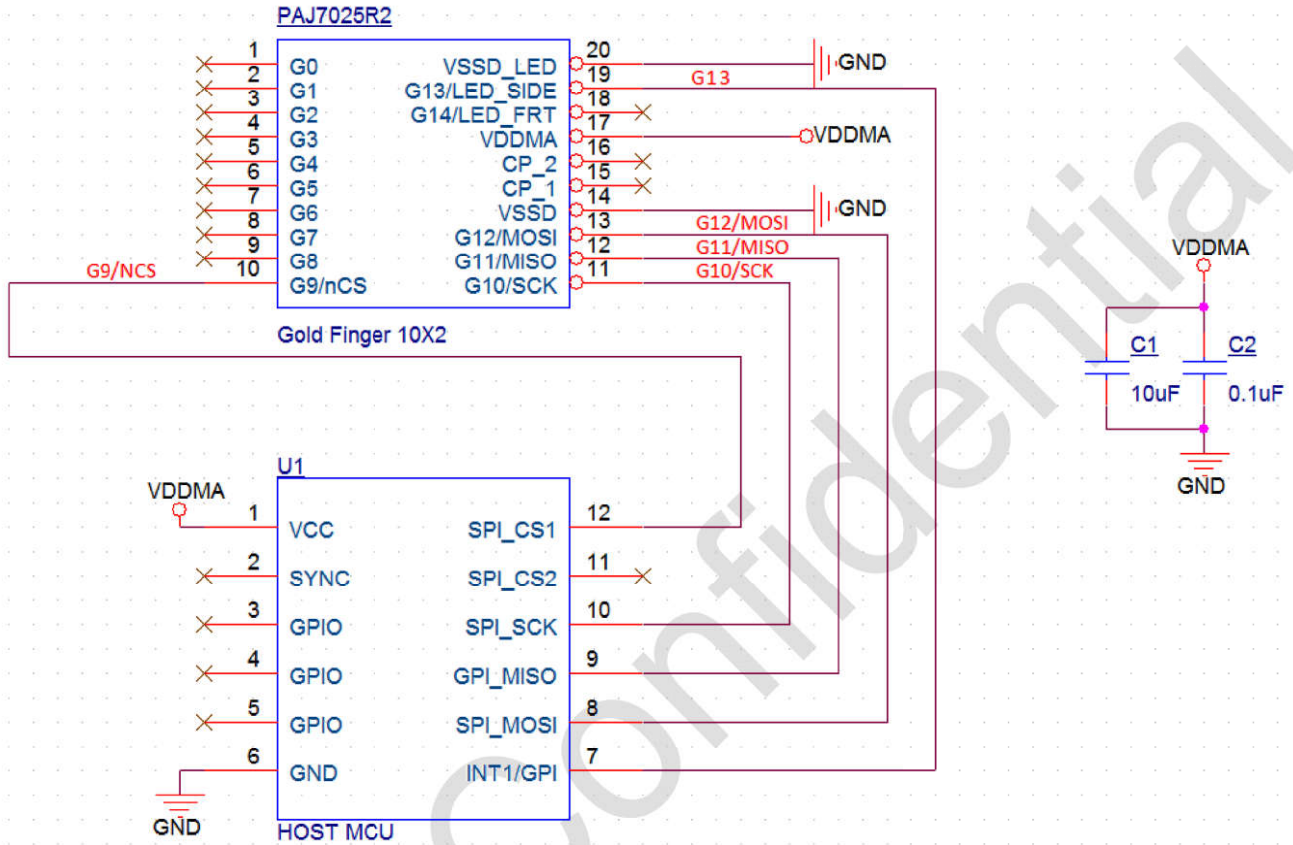 PAJ7025R2
1 G0 VSSD_LED 20 GND
2 G1 G13/LED_SIDE 19 G13
3 G2 G14/LED_FRT 18
4 G3 VDDMA 17 VDDMA
5 G4 CP_2 16
6 G5 CP_1 15
7 G6 VSSD 14 GND
8 G7 G12/MOSI 13 G12/MOSI
9 G8 G11/MISO 12 G11/MISO
G9/NCS 10 G9/nCS G10/SCK 11 G10/SCK
Gold Finger 10X2
VDDMA
C1 C2
10uF 0.1uF
GND
U1
VDDMA
1 VCC SPI_CS1 12
2 SYNC SPI_CS2 11
3 GPIO SPI_SCK 10
4 GPIO GPI_MISO 9
5 GPIO SPI_MOSI 8
6 GND INT1/GPI 7
GND
HOST MCU
Confidential